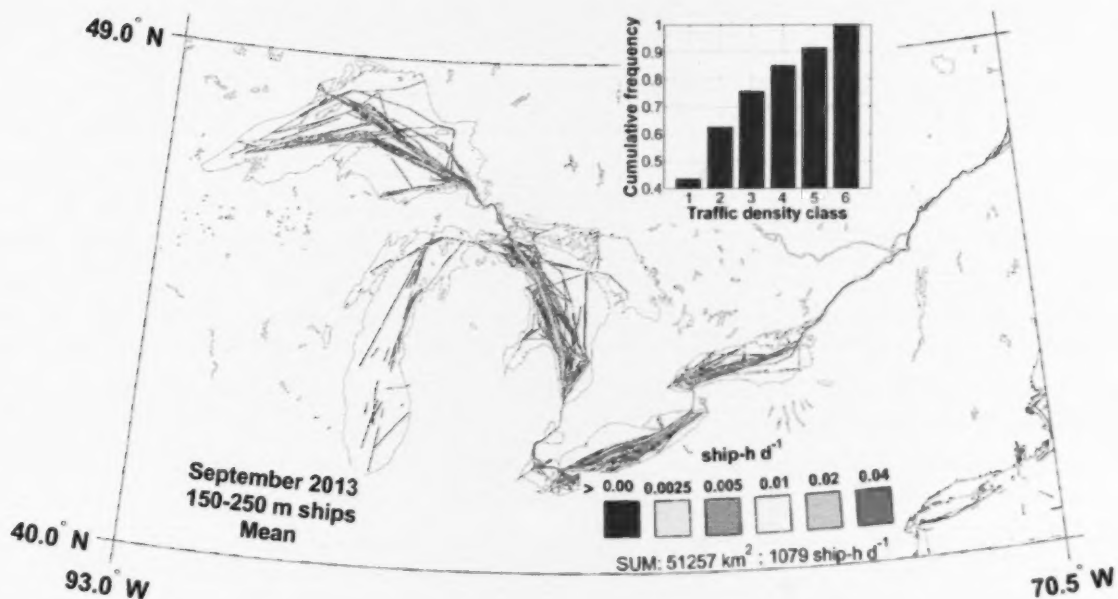 49.0° N
Cumulative frequency
1
0.9
0.8
0.7
0.6
0.5
0.4
1 2 3 4 5 6
Traffic density class
September 2013
150-250 m ships
Mean
ship-h d-1
> 0.00 0.0025 0.005 0.01 0.02 0.04
SUM: 51257 km2 : 1079 ship-h d-1
40.0° N
93.0° W
70.5° W